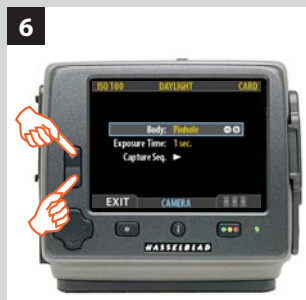 6
ISO 100 DAYLIGHT CARD
Body: Pinhole
Exposure Time: 1 sec.
Capture Seq.
EXIT CAMERA
i
HASSELBLAD